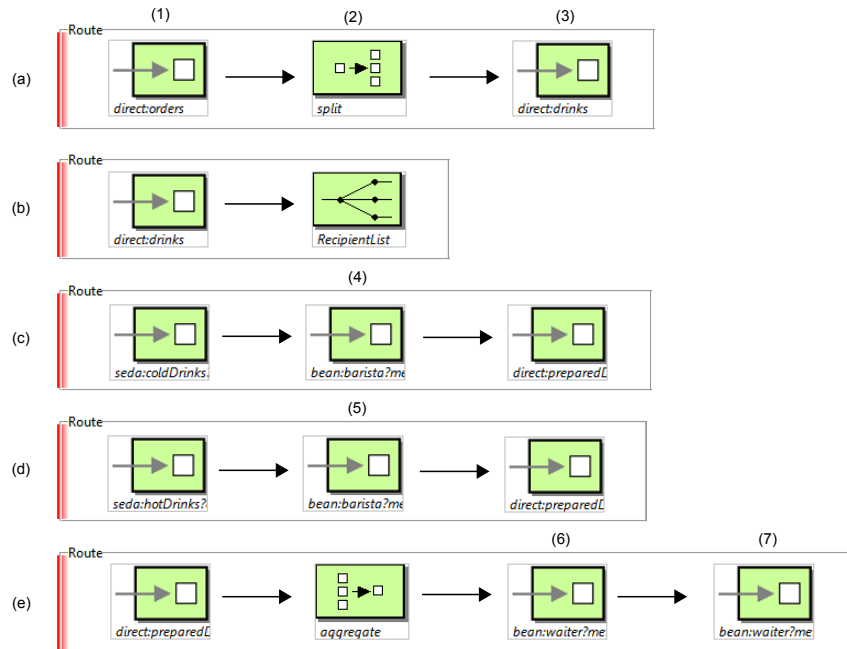 (1) (2) (3)
Route
(a)
direct:orders split direct:drinks
Route
(b)
direct:drinks RecipientList
(4)
Route
(c)
seda:coldDrinks? bean:barista?me direct:preparedD
(5)
Route
(d)
seda:hotDrinks?c bean:barista?me direct:preparedD
(6) (7)
Route
(e)
direct:preparedD aggregate bean:waiter?me bean:waiter?me